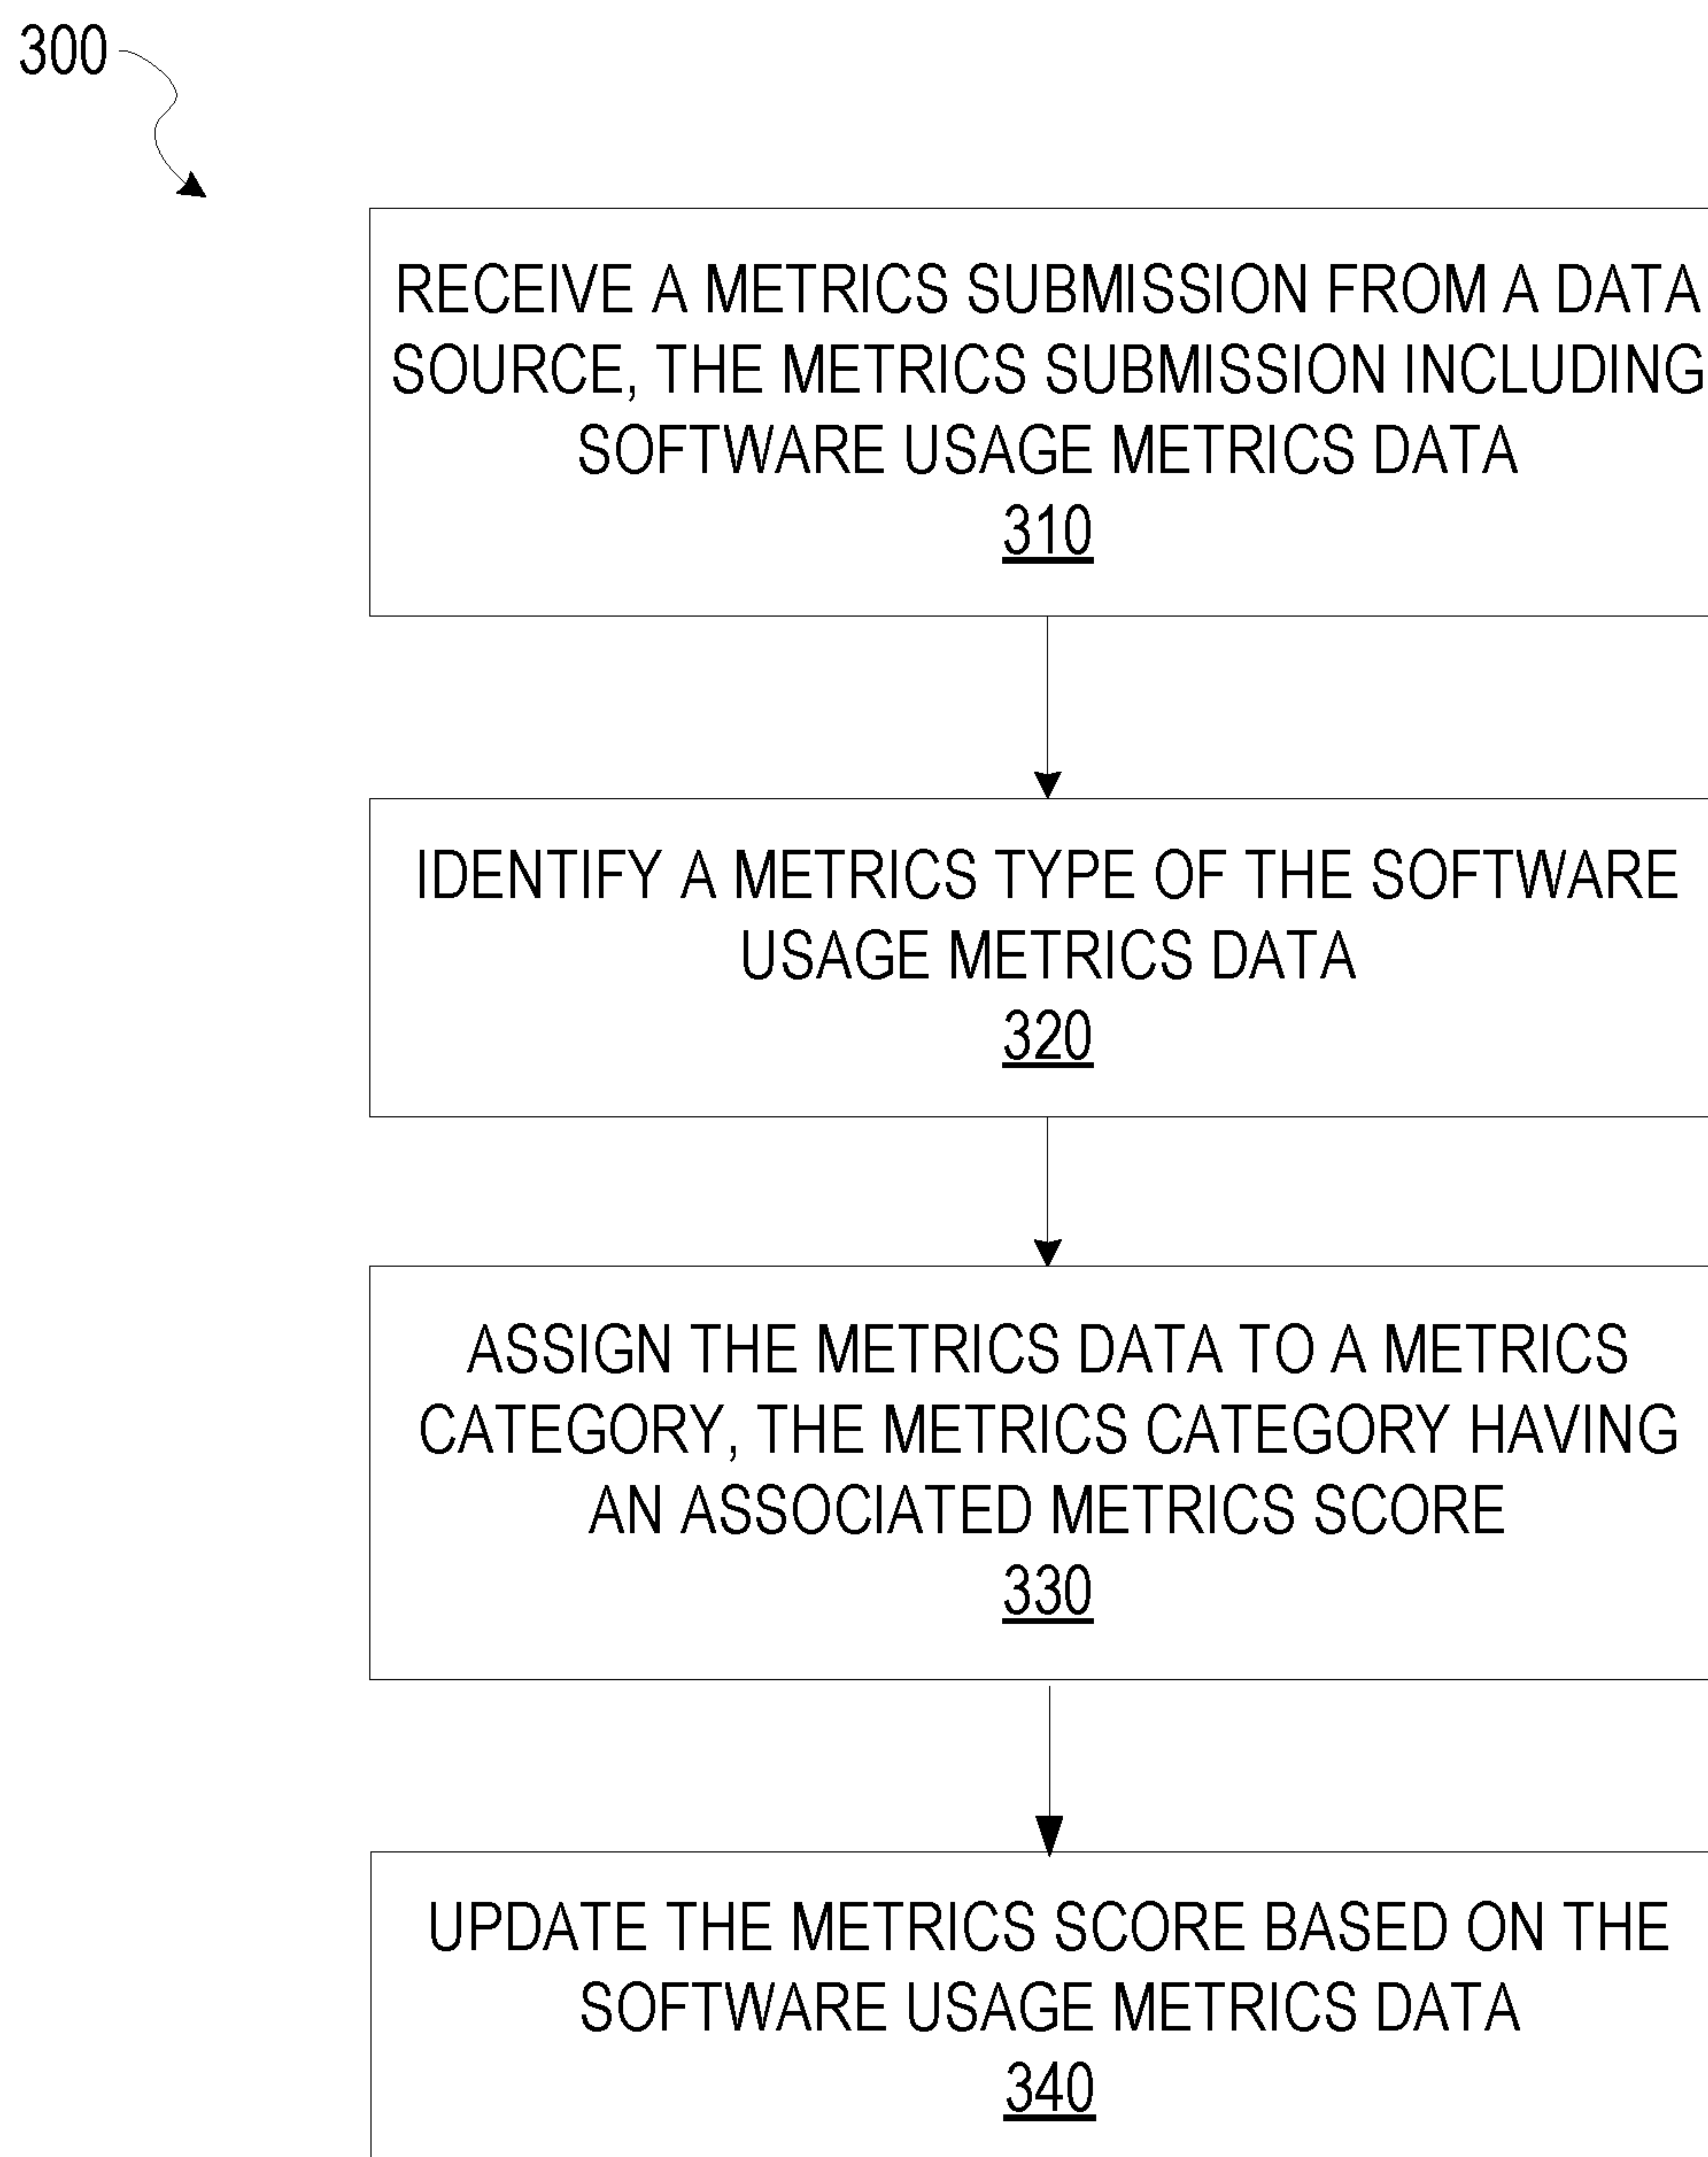 300
RECEIVE A METRICS SUBMISSION FROM A DATA
SOURCE, THE METRICS SUBMISSION INCLUDING
SOFTWARE USAGE METRICS DATA
310
IDENTIFY A METRICS TYPE OF THE SOFTWARE
USAGE METRICS DATA
320
ASSIGN THE METRICS DATA TO A METRICS
CATEGORY, THE METRICS CATEGORY HAVING
AN ASSOCIATED METRICS SCORE
330
UPDATE THE METRICS SCORE BASED ON THE
SOFTWARE USAGE METRICS DATA
340